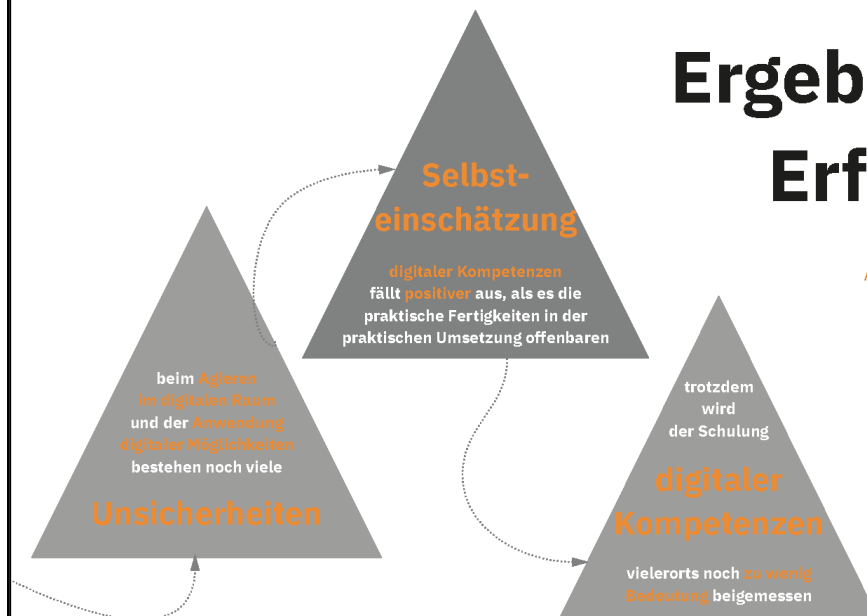 Ergeb
Erf
Selbst-
einschätzung
digitaler Kompetenzen
fällt positiver aus, als es die
praktische Fertigkeiten in der
praktischen Umsetzung offenbaren
beim Agieren
im digitalen Raum
und der Anwendung
digitaler Möglichkeiten
bestehen noch viele
Unsicherheiten
trotzdem
wird
der Schulung
digitaler
Kompetenzen
vielerorts noch zu wenig
Bedeutung beigemessen